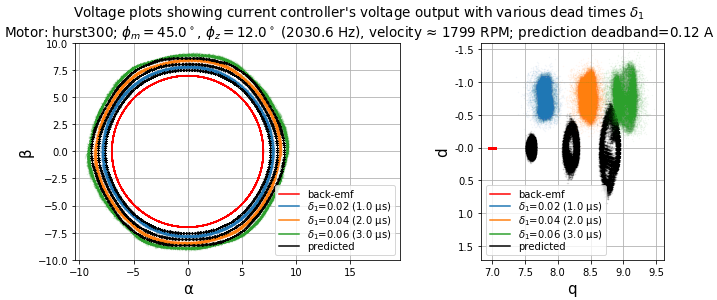 Voltage plots showing current controller's voltage output with various dead times δ₁
Motor: hurst300; ϕₘ = 45.0°, ϕ_z = 12.0° (2030.6 Hz), velocity ≈ 1799 RPM; prediction deadband=0.12 A
10.0
7.5
5.0
2.5
0.0
-2.5
-5.0
-7.5
-10.0
β
-10
-5
0
5
10
15
α
back-emf
δ₁=0.02 (1.0 μs)
δ₁=0.04 (2.0 μs)
δ₁=0.06 (3.0 μs)
predicted
-1.5
-1.0
-0.5
-0.0
0.5
1.0
1.5
d
7.0
7.5
8.0
8.5
9.0
9.5
q
back-emf
δ₁=0.02 (1.0 μs)
δ₁=0.04 (2.0 μs)
δ₁=0.06 (3.0 μs)
predicted